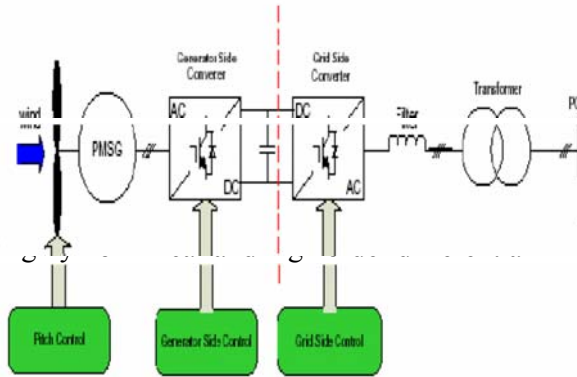 Generator Side
Converer
Grid Side
Converter
Transformer
wind
Filter
AC
DC
PMSG
DC
AC
Pitch Control
Generator Side Control
Grid Side Control